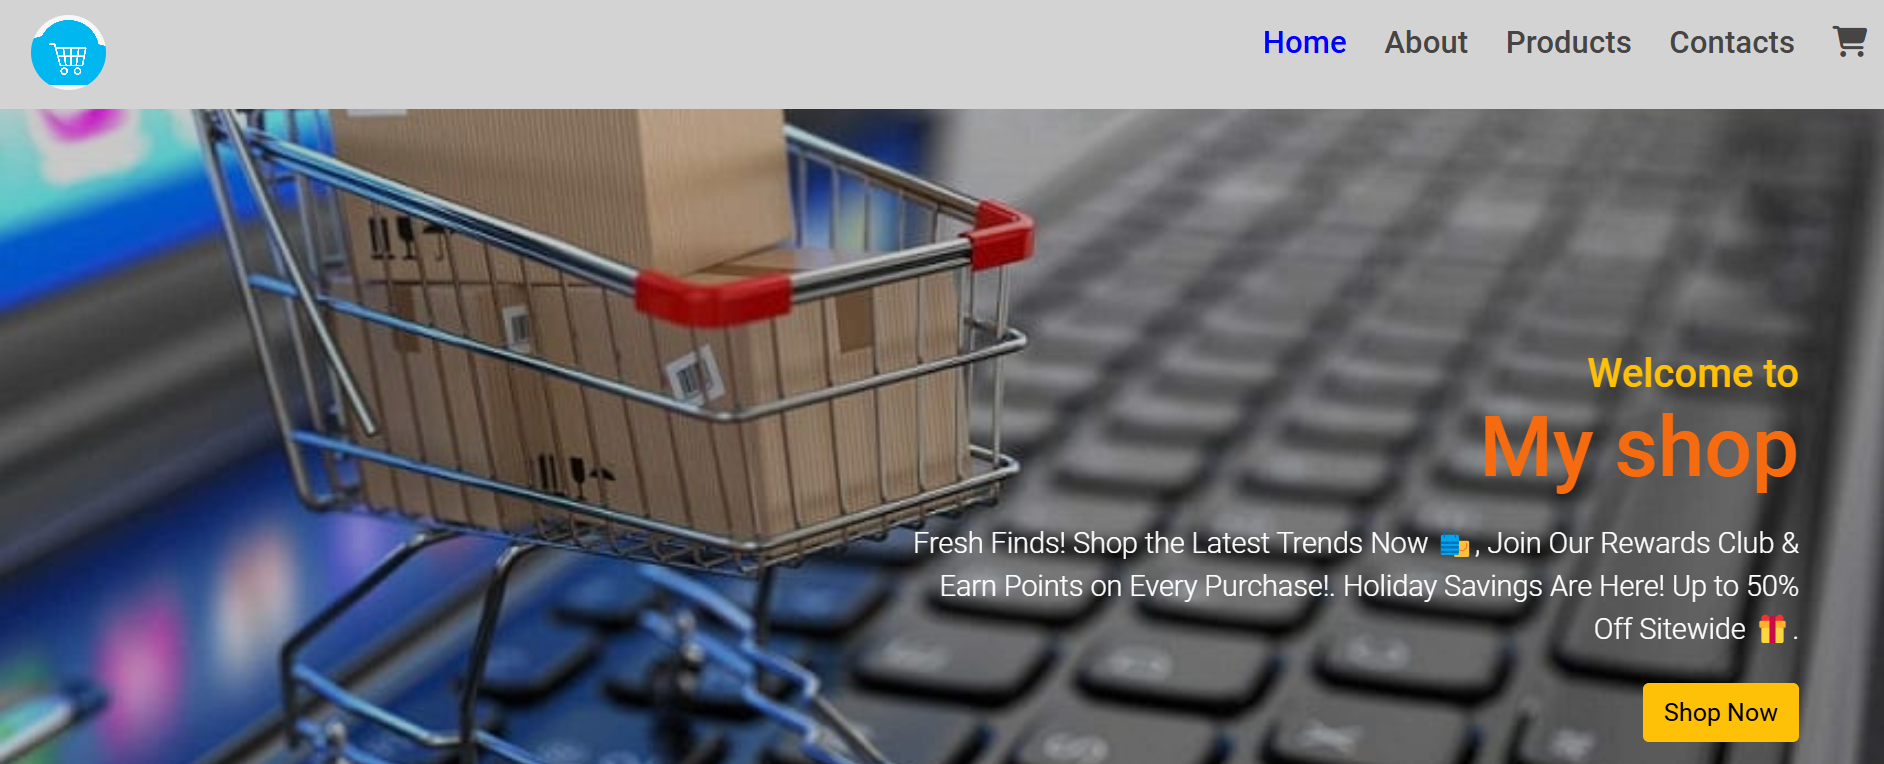 Home About Products Contacts
Welcome to
My shop
Fresh Finds! Shop the Latest Trends Now 🛍️, Join Our Rewards Club &
Earn Points on Every Purchase!. Holiday Savings Are Here! Up to 50%
Off Sitewide 🎁.
Shop Now